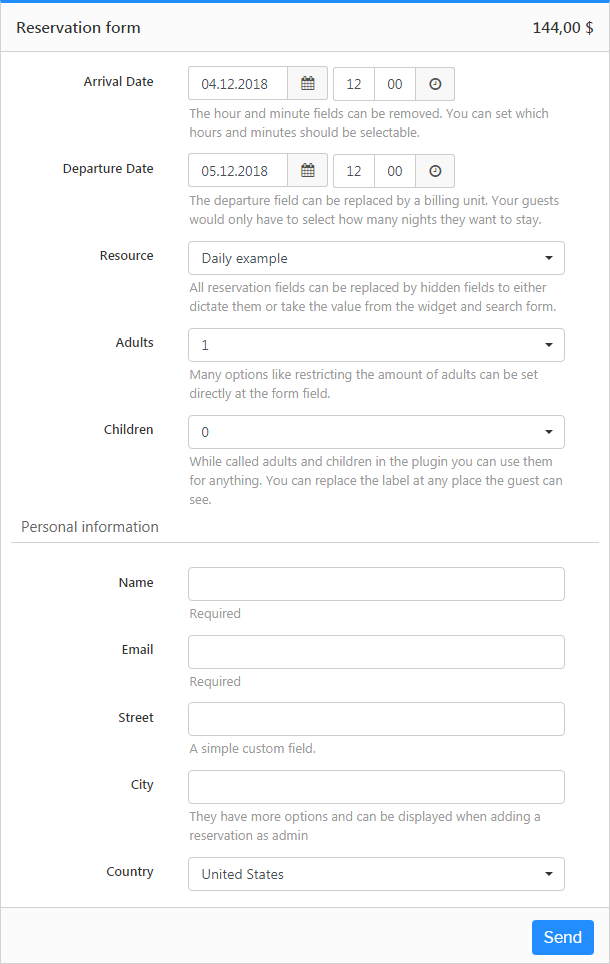 Reservation form 144,00 $
Arrival Date 04.12.2018 12 00
The hour and minute fields can be removed. You can set which
hours and minutes should be selectable.
Departure Date 05.12.2018 12 00
The departure field can be replaced by a billing unit. Your guests
would only have to select how many nights they want to stay.
Resource Daily example
All reservation fields can be replaced by hidden fields to either
dictate them or take the value from the widget and search form.
Adults 1
Many options like restricting the amount of adults can be set
directly at the form field.
Children 0
While called adults and children in the plugin you can use them
for anything. You can replace the label at any place the guest can
see.
Personal information
Name
Required
Email
Required
Street
A simple custom field.
City
They have more options and can be displayed when adding a
reservation as admin
Country United States
Send